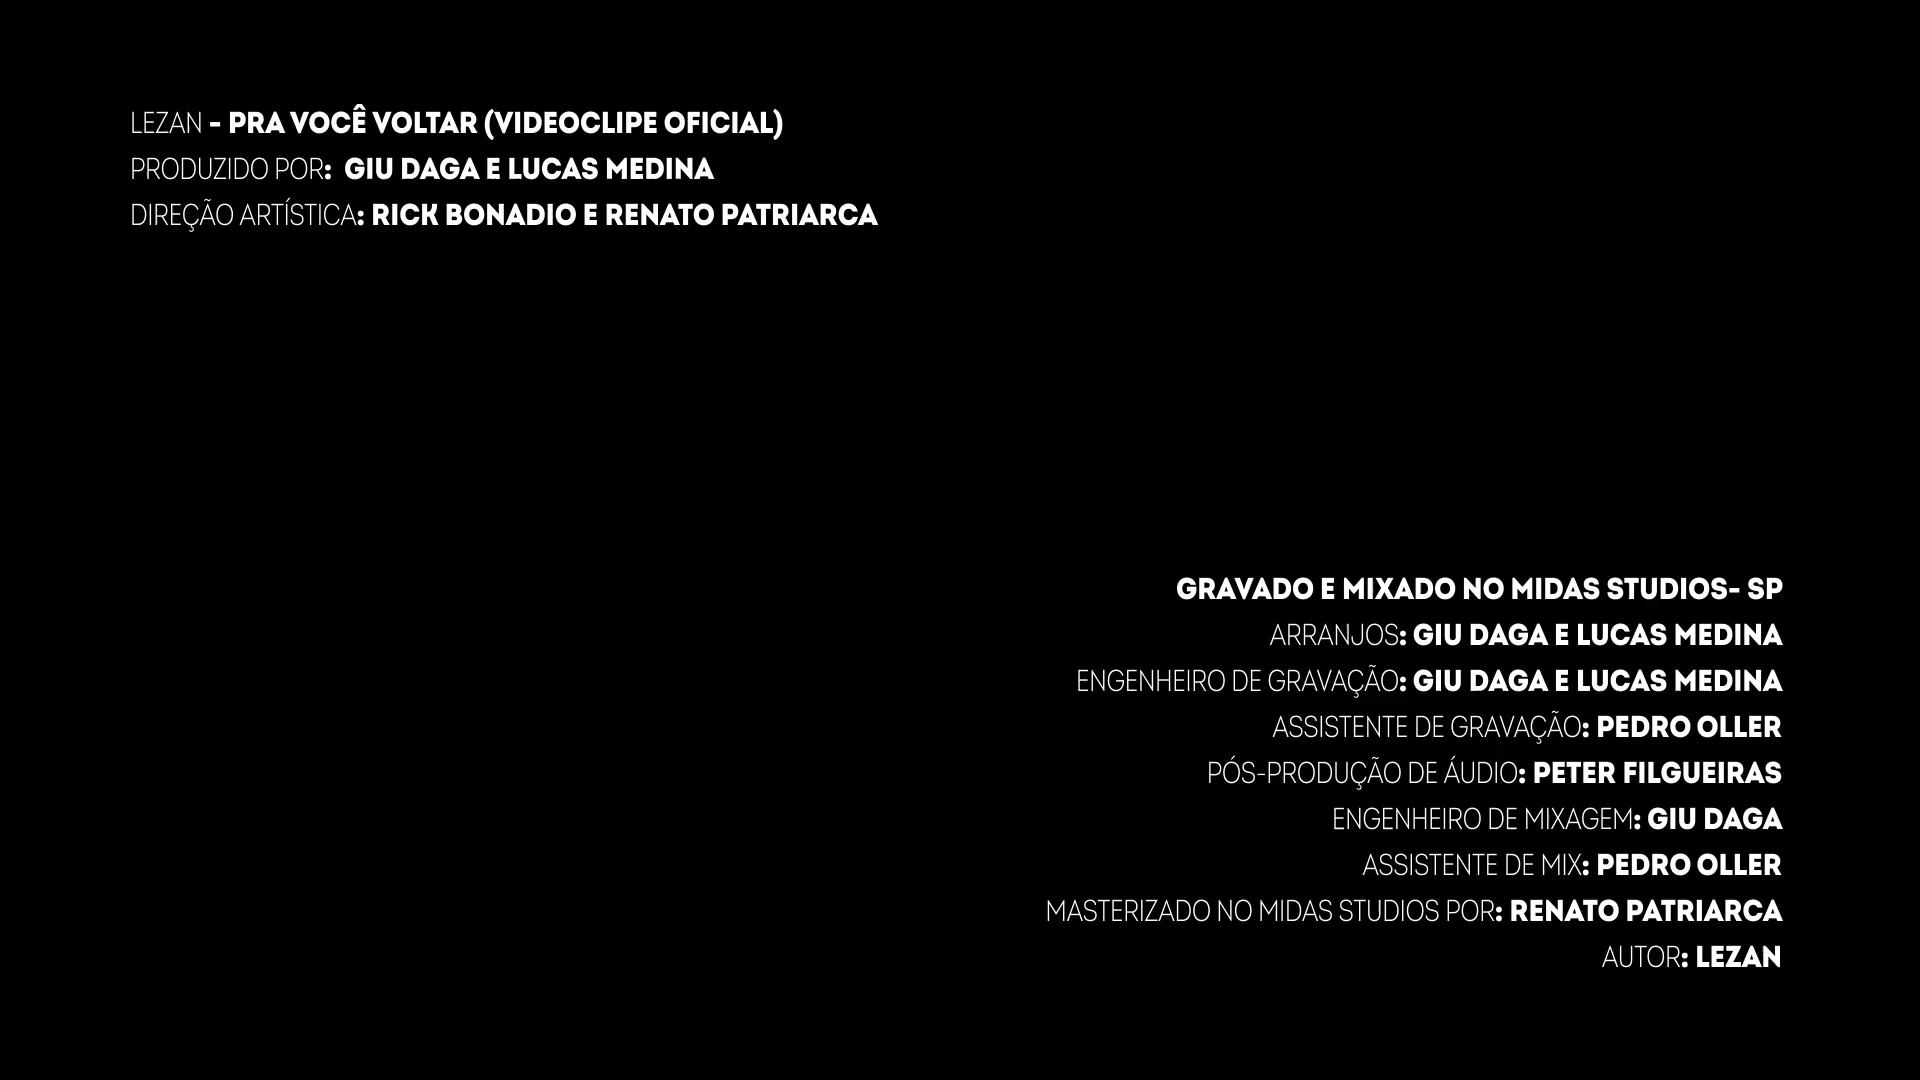 LEZAN - PRA VOCÊ VOLTAR (VIDEOCLIPE OFICIAL)
PRODUZIDO POR: GIU DAGA E LUCAS MEDINA
DIREÇÃO ARTÍSTICA: RICK BONADIO E RENATO PATRIARCA
GRAVADO E MIXADO NO MIDAS STUDIOS- SP
ARRANJOS: GIU DAGA E LUCAS MEDINA
ENGENHEIRO DE GRAVAÇÃO: GIU DAGA E LUCAS MEDINA
ASSISTENTE DE GRAVAÇÃO: PEDRO OLLER
PÓS-PRODUÇÃO DE ÁUDIO: PETER FILGUEIRAS
ENGENHEIRO DE MIXAGEM: GIU DAGA
ASSISTENTE DE MIX: PEDRO OLLER
MASTERIZADO NO MIDAS STUDIOS POR: RENATO PATRIARCA
AUTOR: LEZAN